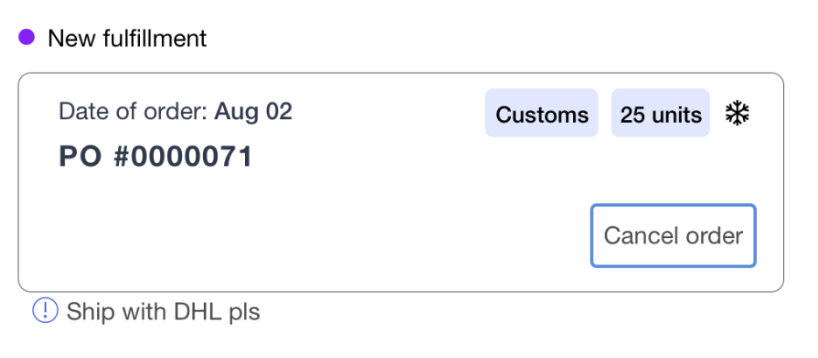 New fulfillment
Date of order: Aug 02
Customs
25 units
PO #0000071
Cancel order
Ship with DHL pls